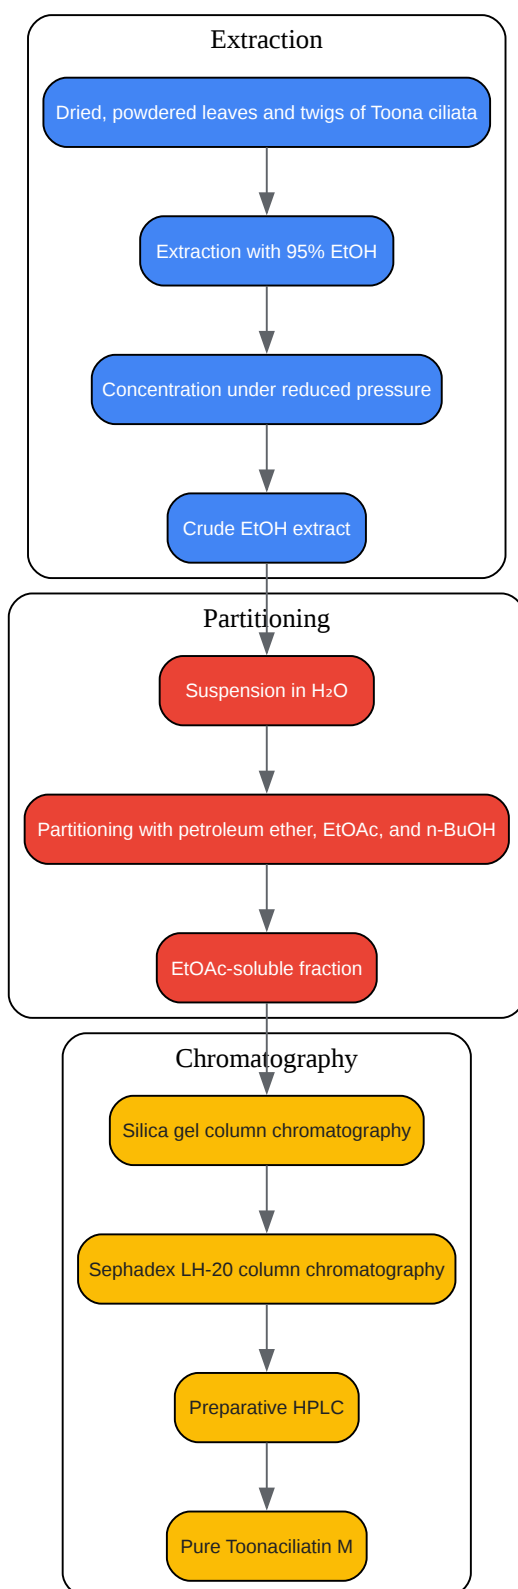 Extraction
Dried, powdered leaves and twigs of Toona ciliata
Extraction with 95% EtOH
Concentration under reduced pressure
Crude EtOH extract
Partitioning
Suspension in H₂O
Partitioning with petroleum ether, EtOAc, and n-BuOH
EtOAc-soluble fraction
Chromatography
Silica gel column chromatography
Sephadex LH-20 column chromatography
Preparative HPLC
Pure Toonaciliatin M